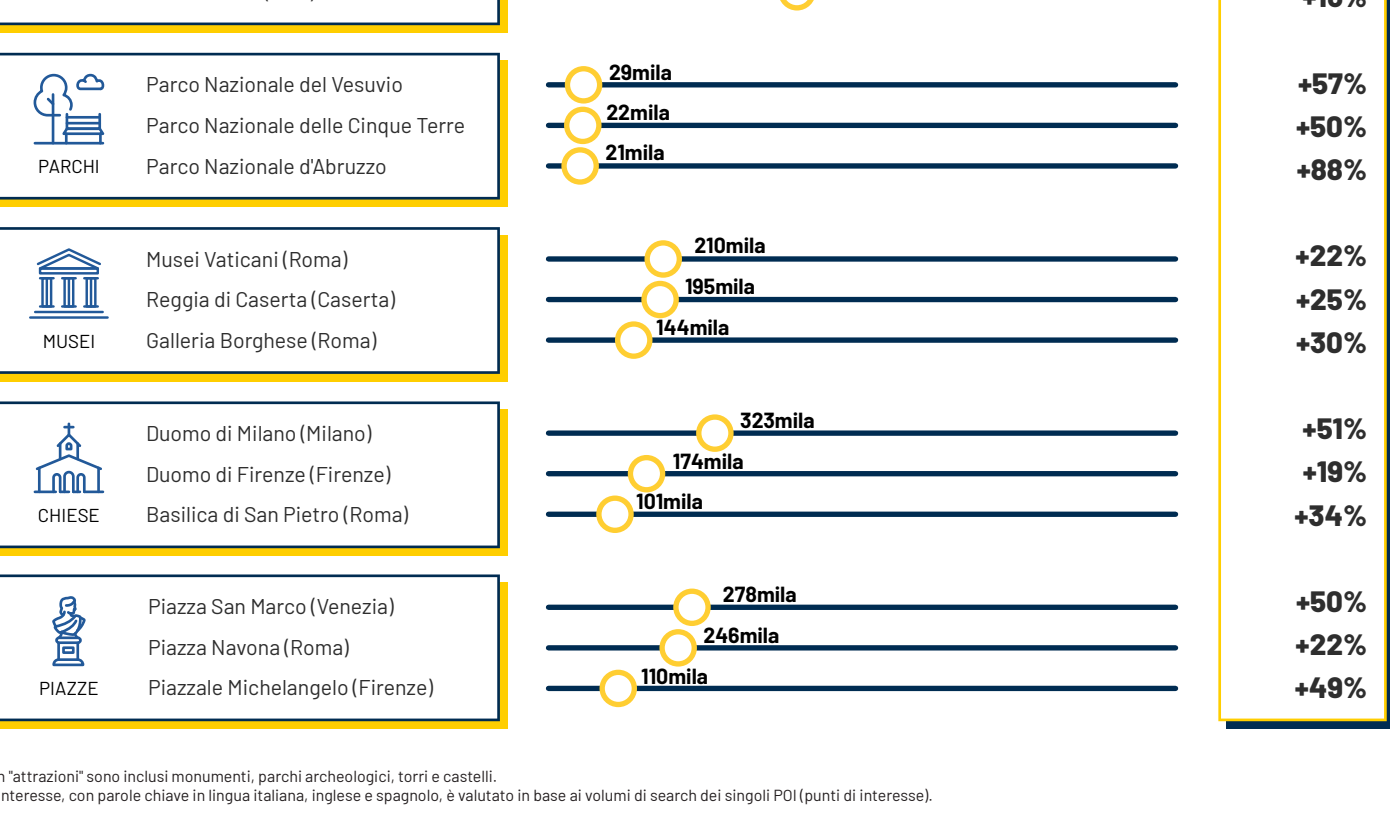 Parco Nazionale del Vesuvio 29mila +57%
Parco Nazionale delle Cinque Terre 22mila +50%
PARCHI Parco Nazionale d'Abruzzo 21mila +88%
Musei Vaticani (Roma) 210mila +22%
Reggia di Caserta (Caserta) 195mila +25%
MUSEI Galleria Borghese (Roma) 144mila +30%
Duomo di Milano (Milano) 323mila +51%
Duomo di Firenze (Firenze) 174mila +19%
CHIESE Basilica di San Pietro (Roma) 101mila +34%
Piazza San Marco (Venezia) 278mila +50%
Piazza Navona (Roma) 246mila +22%
PIAZZE Piazzale Michelangelo (Firenze) 110mila +49%
"attrazioni" sono inclusi monumenti, parchi archeologici, torri e castelli.
nteresse, con parole chiave in lingua italiana, inglese e spagnolo, è valutato in base ai volumi di search dei singoli POI (punti di interesse).